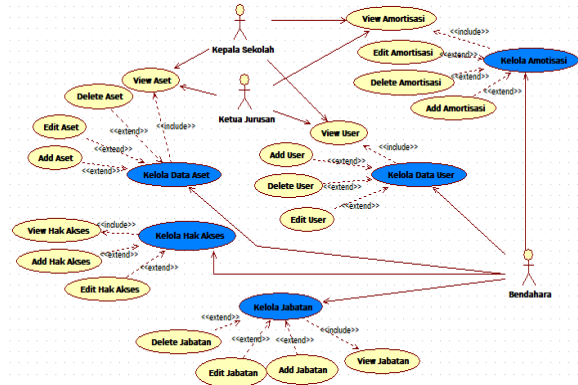 View Amortisasi
<<include>>
Kepala Sekolah
Edit Amortisasi
<<extend>>
Kelola Amotisasi
View Aset
Delete Amortisasi
<<extend>>
Delete Aset
Ketua Jurusan
Add Amortisasi
<<extend>>
Edit Aset
<<extend>>
<<include>>
View User
<<extend>>
Add User
<<include>>
Add Aset
<<extend>>
<<extend>>
Kelola Data Aset
Kelola Data User
Delete User
<<extend>>
<<extend>>
Edit User
View Hak Akses
<<include>>
Kelola Hak Akses
<<extend>>
Add Hak Akses
<<extend>>
Edit Hak Akses
Bendahara
Kelola Jabatan
<<extend>>
<<include>>
Delete Jabatan
<<extend>>
<<extend>>
View Jabatan
Edit Jabatan
Add Jabatan